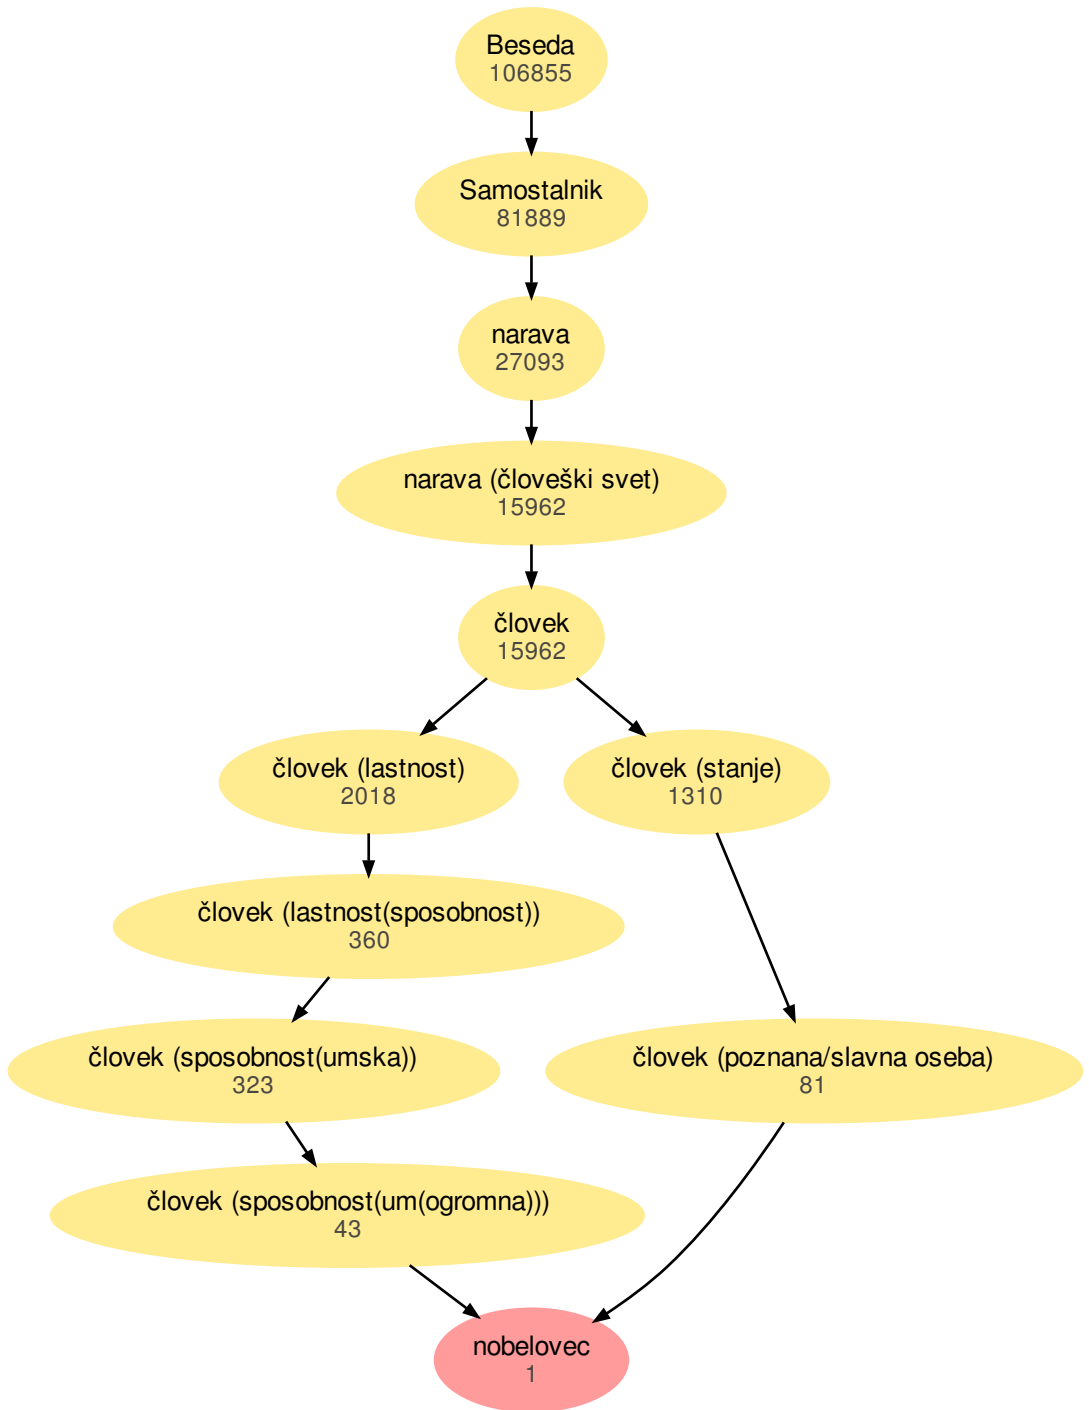 Beseda
106855
Samostalnik
81889
narava
27093
narava (človeški svet)
15962
človek
15962
človek (lastnost)
2018
človek (stanje)
1310
človek (lastnost(sposobnost))
360
človek (sposobnost(umska))
323
človek (poznana/slavna oseba)
81
človek (sposobnost(um(ogromna)))
43
nobelovec
1